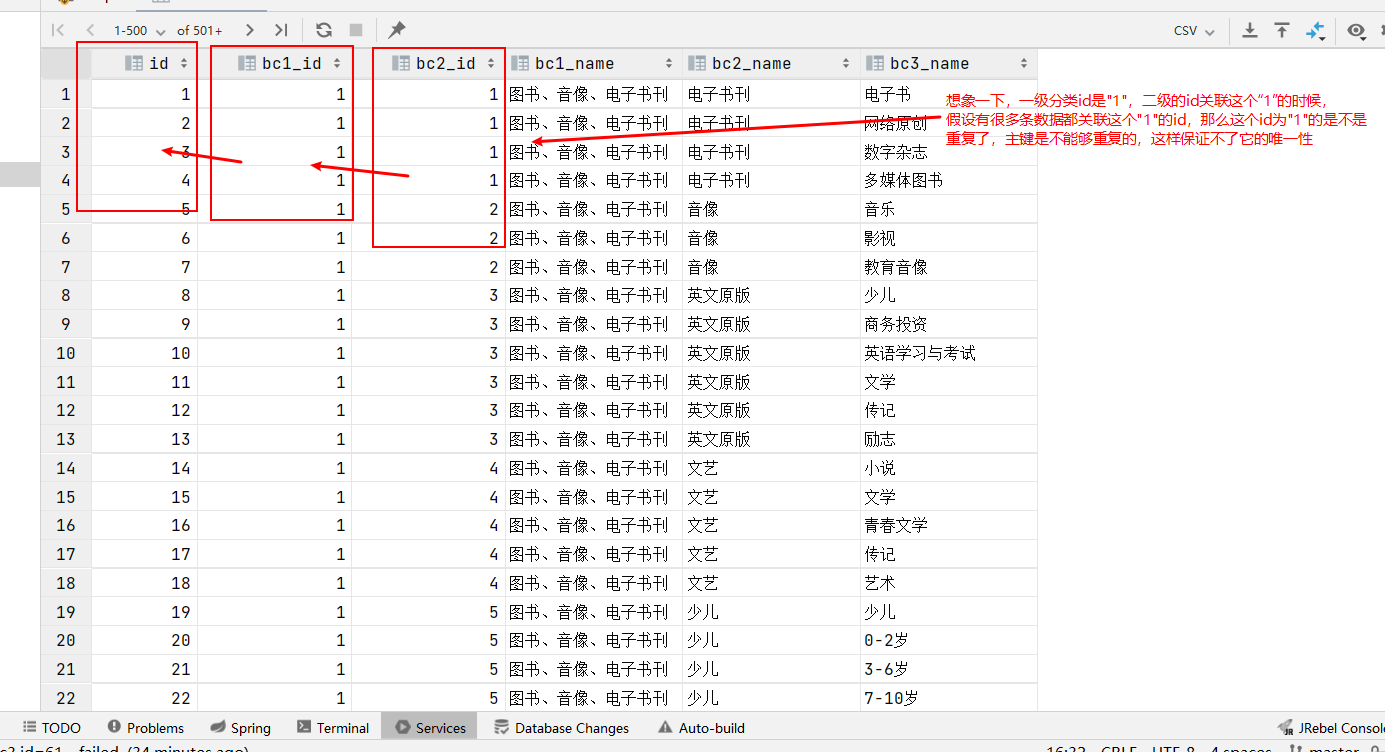 1-500 of 501+ CSV
id bc1_id bc2_id bc1_name bc2_name bc3_name
1 1 1 1 图书、音像、电子书刊 电子书刊 电子书
2 2 1 1 图书、音像、电子书刊 电子书刊 网络原创
3 3 1 1 图书、音像、电子书刊 电子书刊 数字杂志
4 4 1 1 图书、音像、电子书刊 电子书刊 多媒体图书
5 5 1 2 图书、音像、电子书刊 音像 音乐
6 6 1 2 图书、音像、电子书刊 音像 影视
7 7 1 2 图书、音像、电子书刊 音像 教育音像
8 8 1 3 图书、音像、电子书刊 英文原版 少儿
9 9 1 3 图书、音像、电子书刊 英文原版 商务投资
10 10 1 3 图书、音像、电子书刊 英文原版 英语学习与考试
11 11 1 3 图书、音像、电子书刊 英文原版 文学
12 12 1 3 图书、音像、电子书刊 英文原版 传记
13 13 1 3 图书、音像、电子书刊 英文原版 励志
14 14 1 4 图书、音像、电子书刊 文艺 小说
15 15 1 4 图书、音像、电子书刊 文艺 文学
16 16 1 4 图书、音像、电子书刊 文艺 青春文学
17 17 1 4 图书、音像、电子书刊 文艺 传记
18 18 1 4 图书、音像、电子书刊 文艺 艺术
19 19 1 5 图书、音像、电子书刊 少儿 少儿
20 20 1 5 图书、音像、电子书刊 少儿 0-2岁
21 21 1 5 图书、音像、电子书刊 少儿 3-6岁
22 22 1 5 图书、音像、电子书刊 少儿 7-10岁
想象一下，一级分类id是"1"，二级的id关联这个“1”的时候，
假设有很多条数据都关联这个"1"的id，那么这个id为"1"的是不是
重复了，主键是不能够重复的，这样保证不了它的唯一性
TODO Problems Spring Terminal Services Database Changes Auto-build JRebel Console
c3 id=61 failed (34 minutes ago) 16:32 CRLF UTF-8 4 spaces master